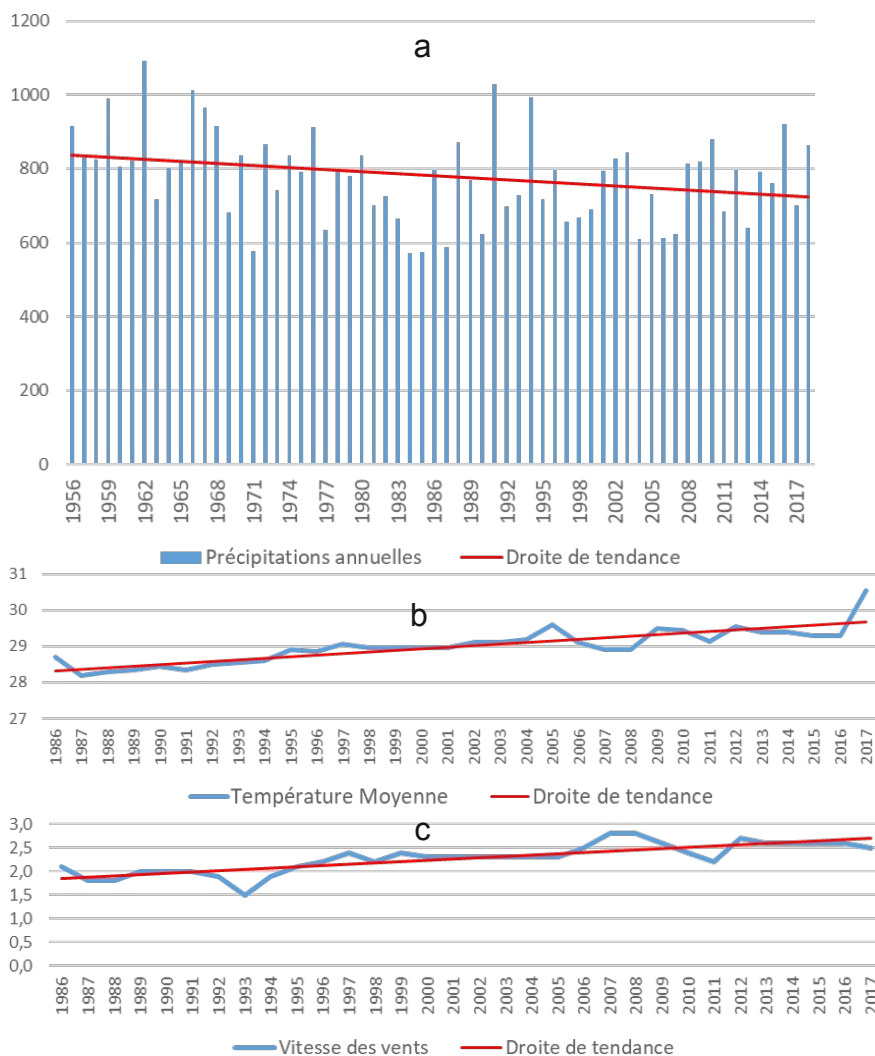 1200
a
1000
800
600
400
200
0
1956 1959 1962 1965 1968 1971 1974 1977 1980 1983 1986 1989 1992 1995 1998 2002 2005 2008 2011 2014 2017
Précipitations annuelles Droite de tendance
31
b
30
29
28
27
1986 1987 1988 1989 1990 1991 1992 1993 1994 1995 1996 1997 1998 1999 2000 2001 2002 2003 2004 2005 2006 2007 2008 2009 2010 2011 2012 2013 2014 2015 2016 2017
Température Moyenne Droite de tendance
3,0
c
2,5
2,0
1,5
1,0
0,5
0,0
1986 1987 1988 1989 1990 1991 1992 1993 1994 1995 1996 1997 1998 1999 2000 2001 2002 2003 2004 2005 2006 2007 2008 2009 2010 2011 2012 2013 2014 2015 2016 2017
Vitesse des vents Droite de tendance